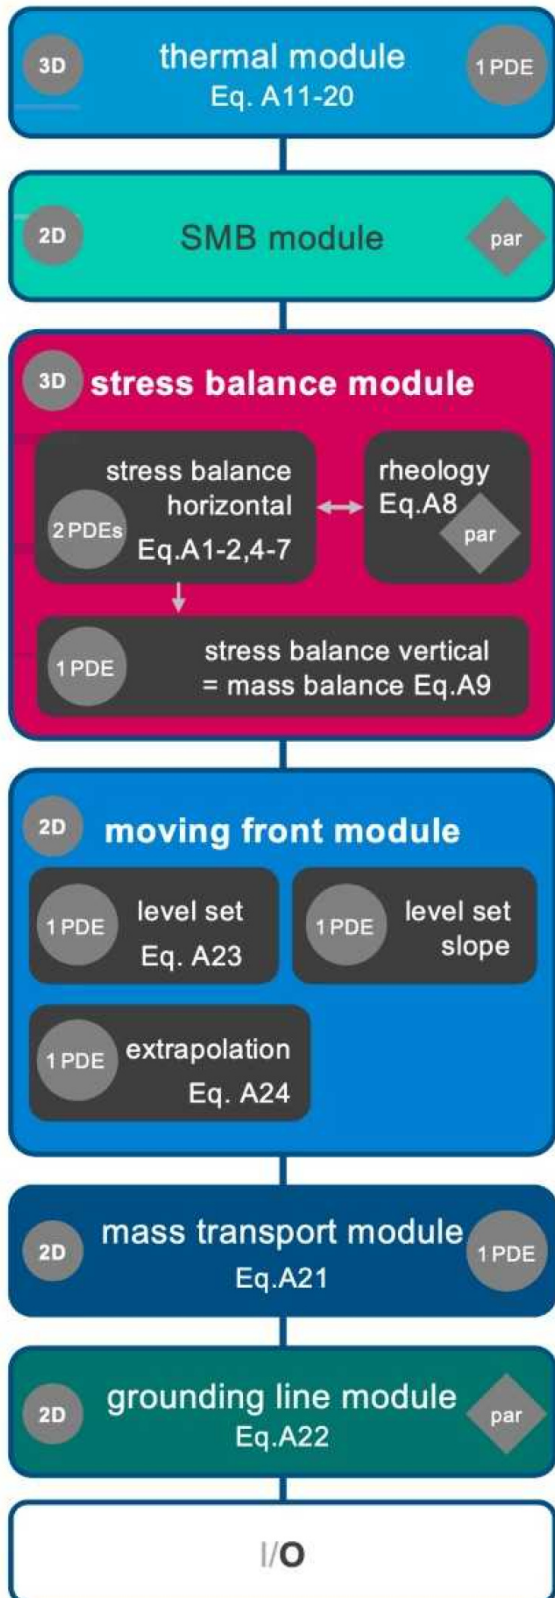 3D
thermal module
1 PDE
Eq. A11-20
2D
SMB module
par
3D
stress balance module
stress balance
horizontal
2 PDEs
Eq.A1-2,4-7
rheology
Eq.A8
par
1 PDE
stress balance vertical
= mass balance Eq.A9
2D
moving front module
1 PDE
level set
Eq. A23
1 PDE
level set
slope
1 PDE
extrapolation
Eq. A24
2D
mass transport module
1 PDE
Eq.A21
2D
grounding line module
par
Eq.A22
I/O